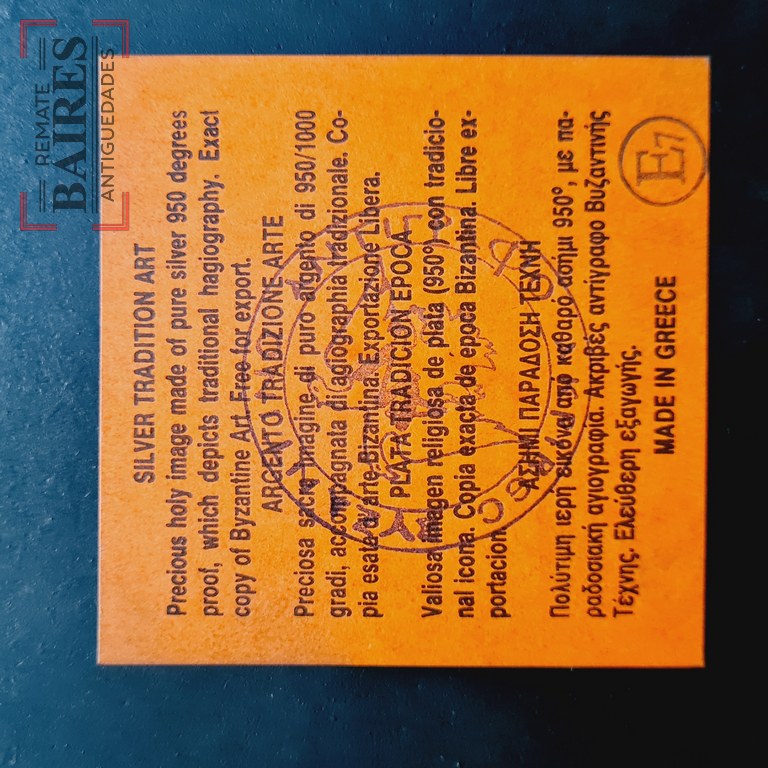 REMATE
BAIRES
ANTIGUEDADES
SILVER TRADITION ART
Precious holy image made of pure silver 950 degrees
proof, which depicts traditional hagiography. Exact
copy of Byzantine Art Free for export.
ARGENTO TRADIZIONE ARTE
Preciosa sacra imagine di puro argento di 950/1000
gradi, accompagnata di agiographia tradizionale. Co-
pia esata d' arte Bizantina. Exportazione Libera.
PLATA TRADICION EPOCA
Valiosa imagen religiosa de plata (950°) con tradicio-
nal icona. Copia exacta de epoca Bizantina. Libre ex-
portacion
ΑΣΗΜΙ ΠΑΡΑΔΟΣΗ ΤΕΧΝΗ
Πολύτιμη ιερή εικόνα από καθαρό ασήμι 950°, με πα-
ραδοσιακή αγιογραφία. Ακριβές αντίγραφο Βυζαντινής
Τέχνης. Ελεύθερη εξαγωγής.
MADE IN GREECE
E7